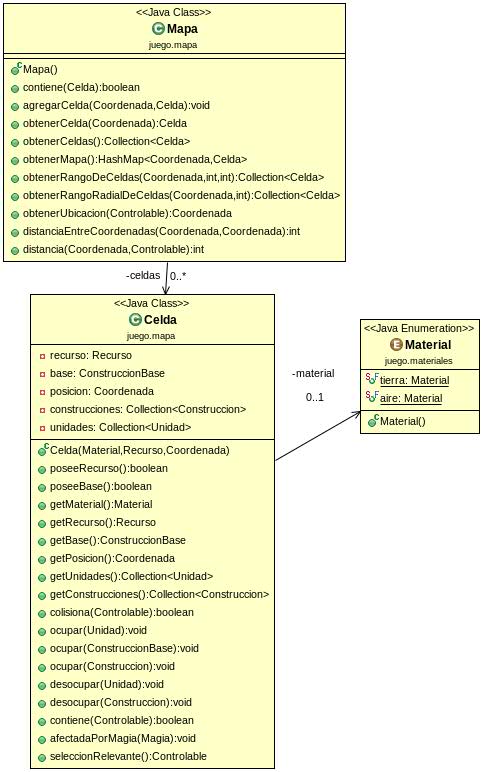 <<Java Class>>
C Mapa
juego.mapa
Mapa()
contiene(Celda):boolean
agregarCelda(Coordenada,Celda):void
obtenerCelda(Coordenada):Celda
obtenerCeldas():Collection<Celda>
obtenerMapa():HashMap<Coordenada,Celda>
obtenerRangoDeCeldas(Coordenada,int,int):Collection<Celda>
obtenerRangoRadialDeCeldas(Coordenada,int):Collection<Celda>
obtenerUbicacion(Controlable):Coordenada
distanciaEntreCoordenadas(Coordenada,Coordenada):int
distancia(Coordenada,Controlable):int
-celdas 0..*
<<Java Class>>
C Celda
juego.mapa
recurso: Recurso
base: ConstruccionBase
posicion: Coordenada
construcciones: Collection<Construccion>
unidades: Collection<Unidad>
Celda(Material,Recurso,Coordenada)
poseeRecurso():boolean
poseeBase():boolean
getMaterial():Material
getRecurso():Recurso
getBase():ConstruccionBase
getPosicion():Coordenada
getUnidades():Collection<Unidad>
getConstrucciones():Collection<Construccion>
colisiona(Controlable):boolean
ocupar(Unidad):void
ocupar(ConstruccionBase):void
ocupar(Construccion):void
desocupar(Unidad):void
desocupar(Construccion):void
contiene(Controlable):boolean
afectadaPorMagia(Magia):void
seleccionRelevante():Controlable
-material
0..1
<<Java Enumeration>>
E Material
juego.materiales
tierra: Material
aire: Material
Material()